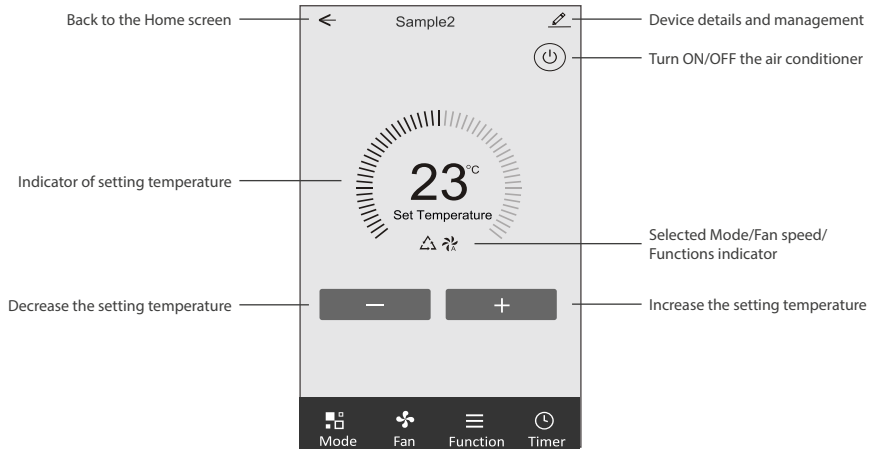 Back to the Home screen
Sample2
Device details and management
Turn ON/OFF the air conditioner
Indicator of setting temperature
23°C
Set Temperature
A
Selected Mode/Fan speed/
Functions indicator
Decrease the setting temperature
Increase the setting temperature
Mode Fan Function Timer